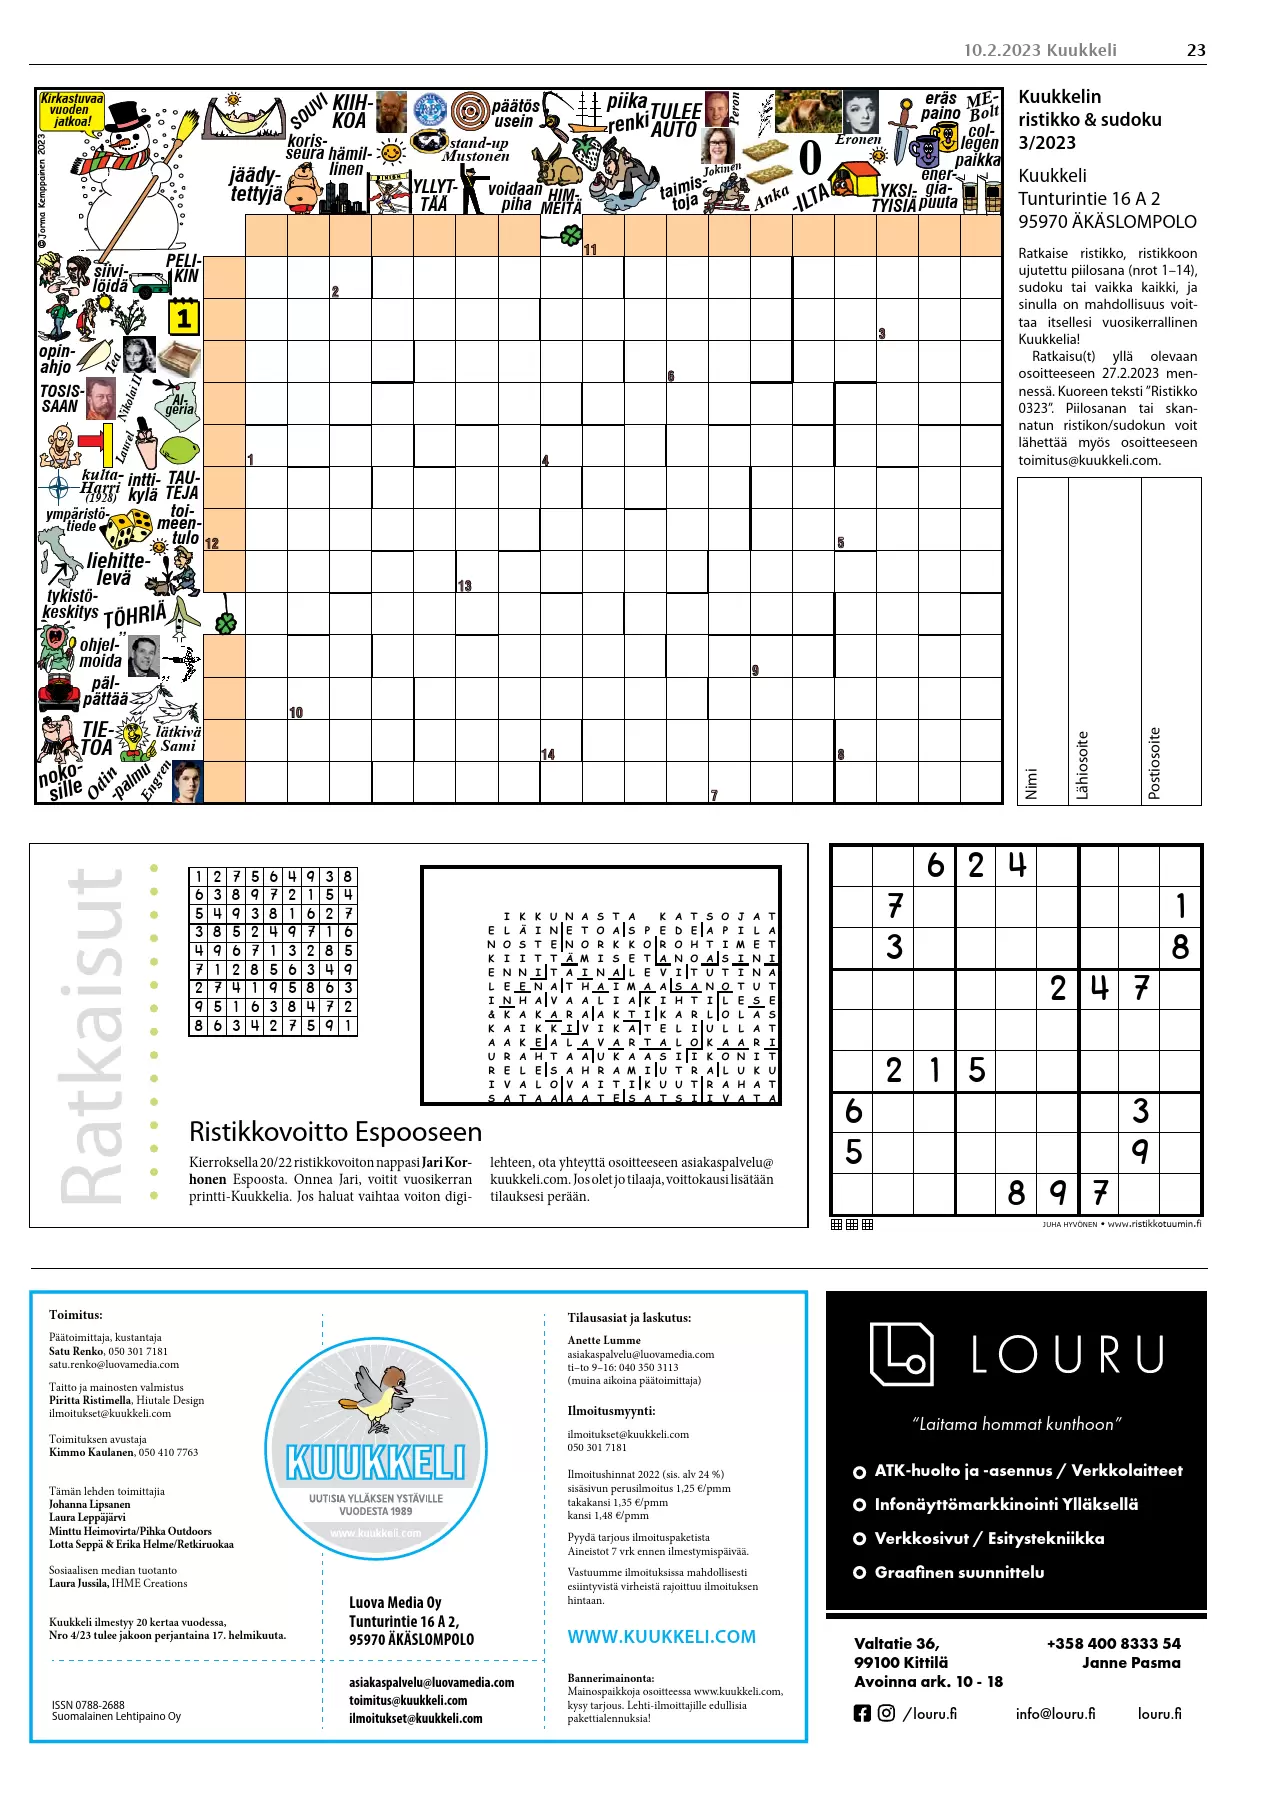 10.2.2023 Kuukkeli 23
Kirkastuvaa
vuoden
jatkoa!
© Jorma Kemppainen 2023
SOUVI
KIIH-
KOA
koris-
seura
hämil-
linen
jäädy-
tettyjä
YLLYT-
TÄÄ
stand-up
Mustonen
päätös
usein
voidaan
piha
HIM-
MEITÄ
piika
renki
TULEE
AUTO
taimis-
toja
Jokinen
Peron
Anka
0
-ILTA
Eronen
YKSI-
TYISIÄ
eräs
paino
ME-
Bolt
col-
legen
paikka
ener-
gia-
puuta
siivi-
löidä
PELI-
KIN
1
opin-
ahjo
Tea
TOSIS-
SAAN
Nikolai II
Al-
geria
Laurel
kulta-
Harri
(1928)
intti-
kylä
TAU-
TEJA
ympäristö-
tiede
toi-
meen-
tulo
liehitte-
levä
tykistö-
keskitys
TÖHRIÄ
ohjel-
moida
päl-
pättää
TIE-
TOA
lätkivä
Sami
noko-
sille
Odin
-palmu
Engren
11
2
3
6
1
4
12
5
13
9
10
14
8
7
Kuukkelin
ristikko & sudoku
3/2023
Kuukkeli
Tunturintie 16 A 2
95970 ÄKÄSLOMPOLO
Ratkaise ristikko, ristikkoon
ujutettu piilosana (nrot 1–14),
sudoku tai vaikka kaikki, ja
sinulla on mahdollisuus voit-
taa itsellesi vuosikerrallinen
Kuukkelia!
Ratkaisu(t) yllä olevaan
osoitteeseen 27.2.2023 men-
nessä. Kuoreen teksti ”Ristikko
0323”. Piilosanan tai skan-
natun ristikon/sudokun voit
lähettää myös osoitteeseen
toimitus@kuukkeli.com.
Nimi
Lähiosoite
Postiosoite
Ratkaisut
1 2 7 5 6 4 9 3 8
6 3 8 9 7 2 1 5 4
5 4 9 3 8 1 6 2 7
3 8 5 2 4 9 7 1 6
4 9 6 7 1 3 2 8 5
7 1 2 8 5 6 3 4 9
2 7 4 1 9 5 8 6 3
9 5 1 6 3 8 4 7 2
8 6 3 4 2 7 5 9 1
I K K U N A S T A K A T S O J A T
E L Ä I N E T O A S P E D E A P I L A
N O S T E N O R K K O R O H T I M E T
K I I T T Ä M I S E T A N O A S I N I
E N N I T A I N A L E V I T U T I N A
L E E N A T H A I M A A S A N O T U T
I N H A V A A L I A K I H T I L E S E
& K A K A R A A K T I K A R L O L A S
K A I K K I V I K A T E L I U L L A T
A A K E A L A V A R T A L O K A A R I
U R A H T A A U K A A S I I K O N I T
R E L E S A H R A M I U T R A L U K U
I V A L O V A I T I K U U T R A H A T
S A T A A A A T E S A T S I I V A T A
Ristikkovoitto Espooseen
Kierroksella 20/22 ristikkovoiton nappasi Jari Kor-
honen Espoosta. Onnea Jari, voitit vuosikerran
printti-Kuukkelia. Jos haluat vaihtaa voiton digi-
lehteen, ota yhteyttä osoitteeseen asiakaspalvelu@
kuukkeli.com. Jos olet jo tilaaja, voittokausi lisätään
tilauksesi perään.
6 2 4
7 1
3 8
2 4 7
2 1 5
6 3
5 9
8 9 7
JUHA HYVÖNEN • www.ristikkotuumin.fi
Toimitus:
Päätoimittaja, kustantaja
Satu Renko, 050 301 7181
satu.renko@luovamedia.com
Taitto ja mainosten valmistus
Piritta Ristimella, Hiutale Design
ilmoitukset@kuukkeli.com
Toimituksen avustaja
Kimmo Kaulanen, 050 410 7763
Tämän lehden toimittajia
Johanna Lipsanen
Laura Leppäjärvi
Minttu Heimovirta/Pihka Outdoors
Lotta Seppä & Erika Helme/Retkiruokaa
Sosiaalisen median tuotanto
Laura Jussila, IHME Creations
Kuukkeli ilmestyy 20 kertaa vuodessa,
Nro 4/23 tulee jakoon perjantaina 17. helmikuuta.
ISSN 0788-2688
Suomalainen Lehtipaino Oy
KUUKKELI
UUTISIA YLLÄKSEN YSTÄVILLE
VUODESTA 1989
www.kuukkeli.com
Luova Media Oy
Tunturintie 16 A 2,
95970 ÄKÄSLOMPOLO
asiakaspalvelu@luovamedia.com
toimitus@kuukkeli.com
ilmoitukset@kuukkeli.com
Tilausasiat ja laskutus:
Anette Lumme
asiakaspalvelu@luovamedia.com
ti–to 9–16: 040 350 3113
(muina aikoina päätoimittaja)
Ilmoitusmyynti:
ilmoitukset@kuukkeli.com
050 301 7181
Ilmoitushinnat 2022 (sis. alv 24 %)
sisäsivun perusilmoitus 1,25 €/pmm
takakansi 1,35 €/pmm
kansi 1,48 €/pmm
Pyydä tarjous ilmoituspaketista
Aineistot 7 vrk ennen ilmestymispäivää.
Vastuumme ilmoituksissa mahdollisesti
esiintyvistä virheistä rajoittuu ilmoituksen
hintaan.
WWW.KUUKKELI.COM
Bannerimainonta:
Mainospaikkoja osoitteessa www.kuukkeli.com,
kysy tarjous. Lehti-ilmoittajille edullisia
pakettialennuksia!
LOURU
“Laitama hommat kunthoon”
ATK-huolto ja -asennus / Verkkolaitteet
Infonäyttömarkkinointi Ylläksellä
Verkkosivut / Esitystekniikka
Graafinen suunnittelu
Valtatie 36,
99100 Kittilä
Avoinna ark. 10 - 18
+358 400 8333 54
Janne Pasma
/louru.fi
info@louru.fi
louru.fi